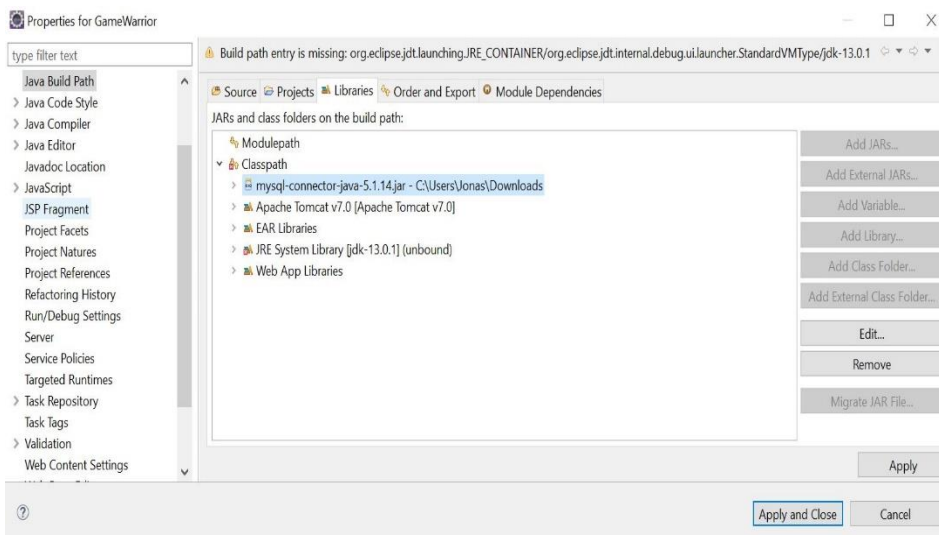 Properties for GameWarrior
type filter text
Build path entry is missing: org.eclipse.jdt.launching.JRE_CONTAINER/org.eclipse.jdt.internal.debug.ui.launcher.StandardVMType/jdk-13.0.1
Java Build Path
Java Code Style
Java Compiler
Java Editor
Javadoc Location
JavaScript
JSP Fragment
Project Facets
Project Natures
Project References
Refactoring History
Run/Debug Settings
Server
Service Policies
Targeted Runtimes
Task Repository
Task Tags
Validation
Web Content Settings
Source Projects Libraries Order and Export Module Dependencies
JARs and class folders on the build path:
Modulepath
Classpath
mysql-connector-java-5.1.14.jar - C:\Users\Jonas\Downloads
Apache Tomcat v7.0 [Apache Tomcat v7.0]
EAR Libraries
JRE System Library [jdk-13.0.1] (unbound)
Web App Libraries
Add JARs...
Add External JARs...
Add Variable...
Add Library...
Add Class Folder...
Add External Class Folder...
Edit...
Remove
Migrate JAR File...
Apply
Apply and Close
Cancel